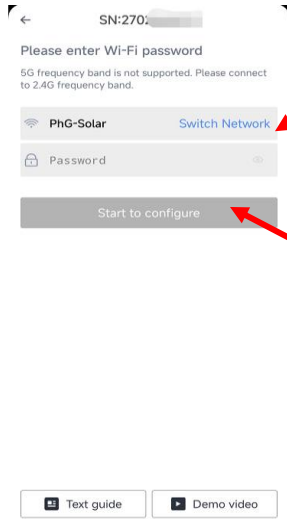 SN:2702
Please enter Wi-Fi password
5G frequency band is not supported. Please connect
to 2.4G frequency band.
PhG-Solar Switch Network
Password
Start to configure
Text guide Demo video